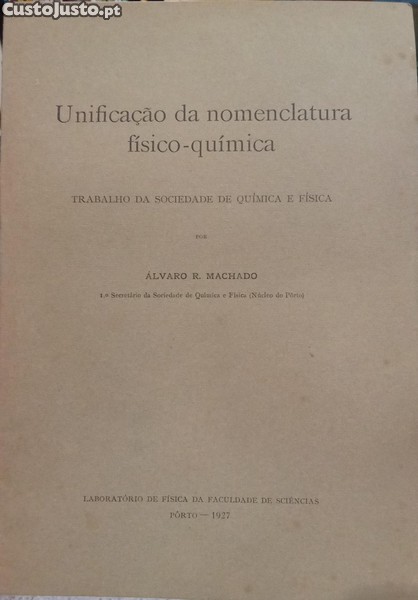 CustoJusto.pt
Unificação da nomenclatura
físico-química
TRABALHO DA SOCIEDADE DE QUÍMICA E FÍSICA
POR
ÁLVARO R. MACHADO
1.º Secretário da Sociedade de Química e Física (Núcleo do Pôrto)
LABORATÓRIO DE FÍSICA DA FACULDADE DE SCIÊNCIAS
PÔRTO — 1927